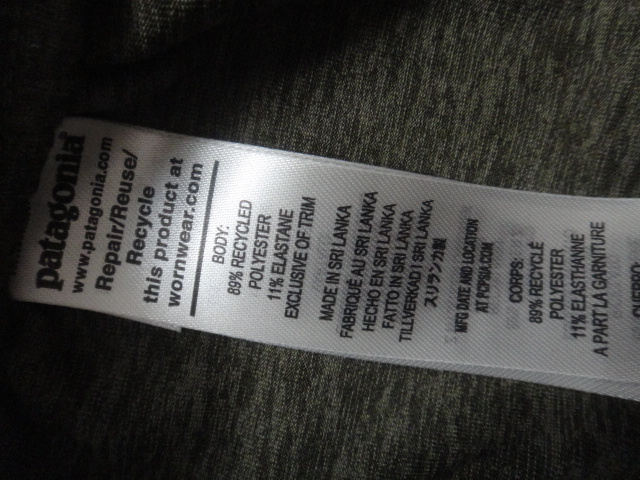 patagonia®
www.patagonia.com
Repair/Reuse/
Recycle
this product at
wornwear.com
BODY:
89% RECYCLED
POLYESTER
11% ELASTANE
EXCLUSIVE OF TRIM
MADE IN SRI LANKA
FABRIQUÉ AU SRI LANKA
HECHO EN SRI LANKA
FATTO IN SRI LANKA
TILLVERKAD I SRI LANKA
スリランカ製
MFG DATE AND LOCATION
AT PCPSIA.COM
CORPS:
89% RECYCLÉ
POLYESTER
11% ELASTHANNE
A PART LA GARNITURE